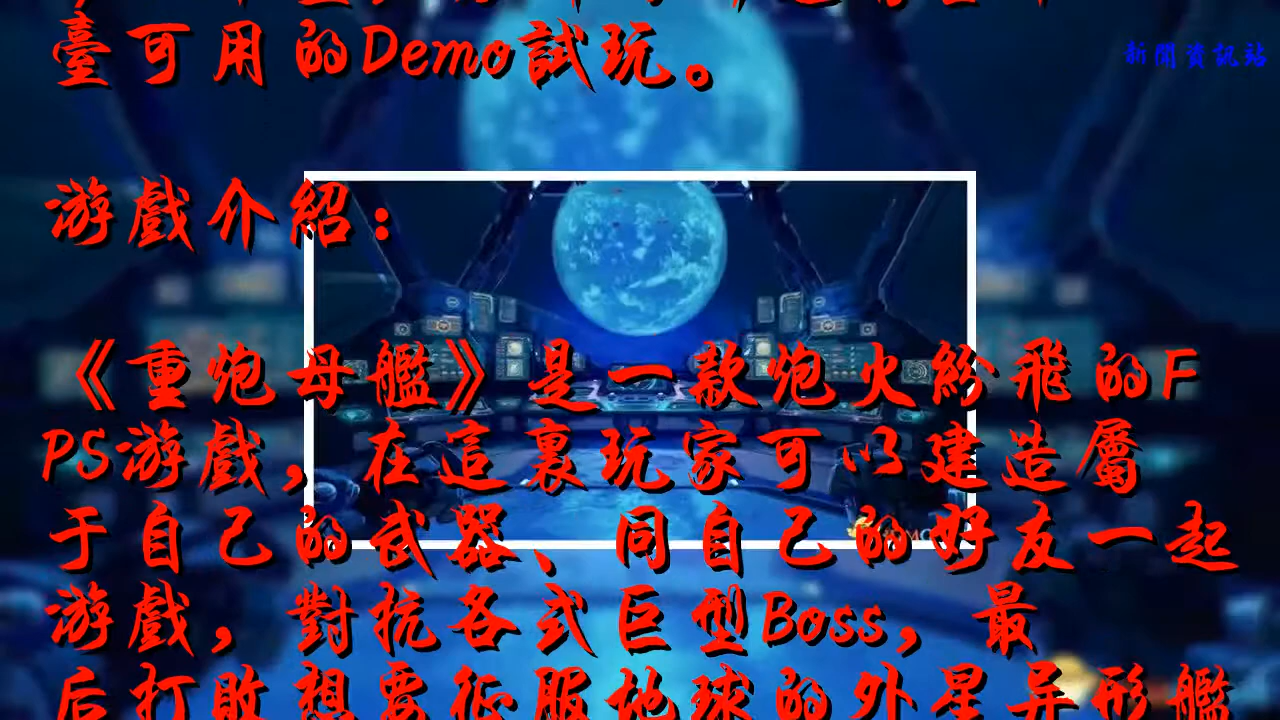 臺可用的Demo試玩。
新聞資訊站
游戲介紹：
《重炮母艦》是一款炮火紛飛的F
PS游戲，在這裏玩家可以建造屬
于自己的武器、同自己的好友一起
游戲，對抗各式巨型Boss，最
后打敗想要征服地球的外星异形艦